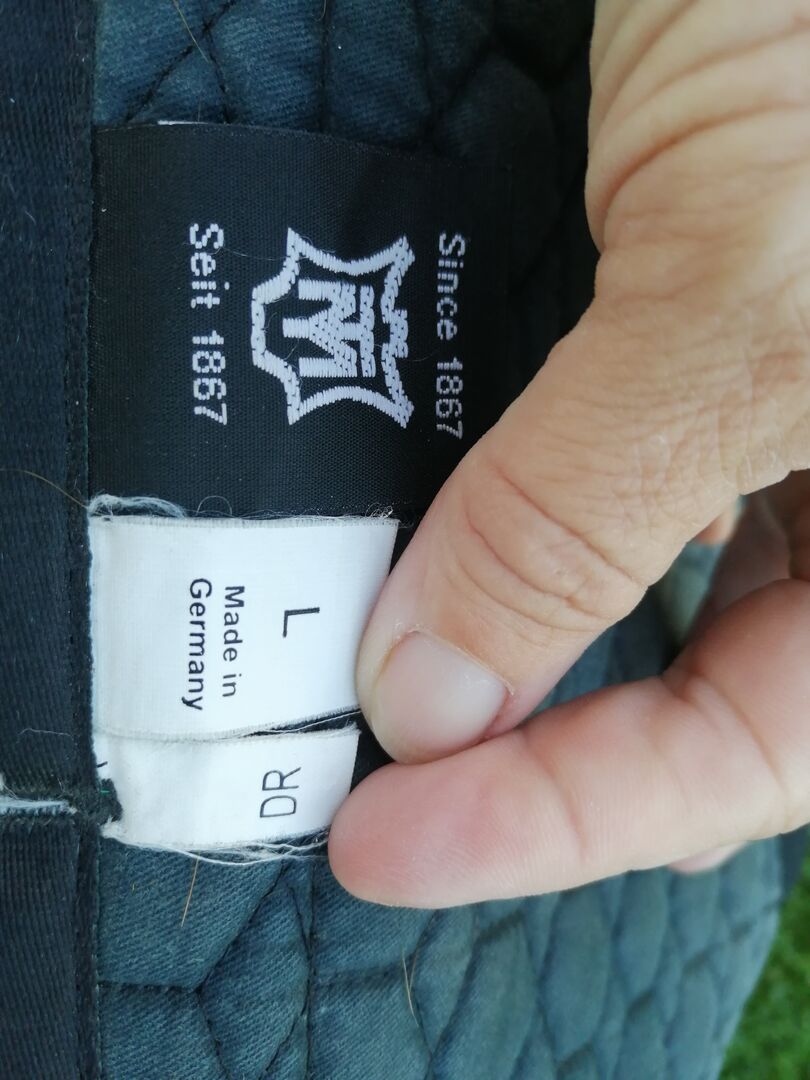 Since 1867
M
Seit 1867
L
Made in
Germany
DR